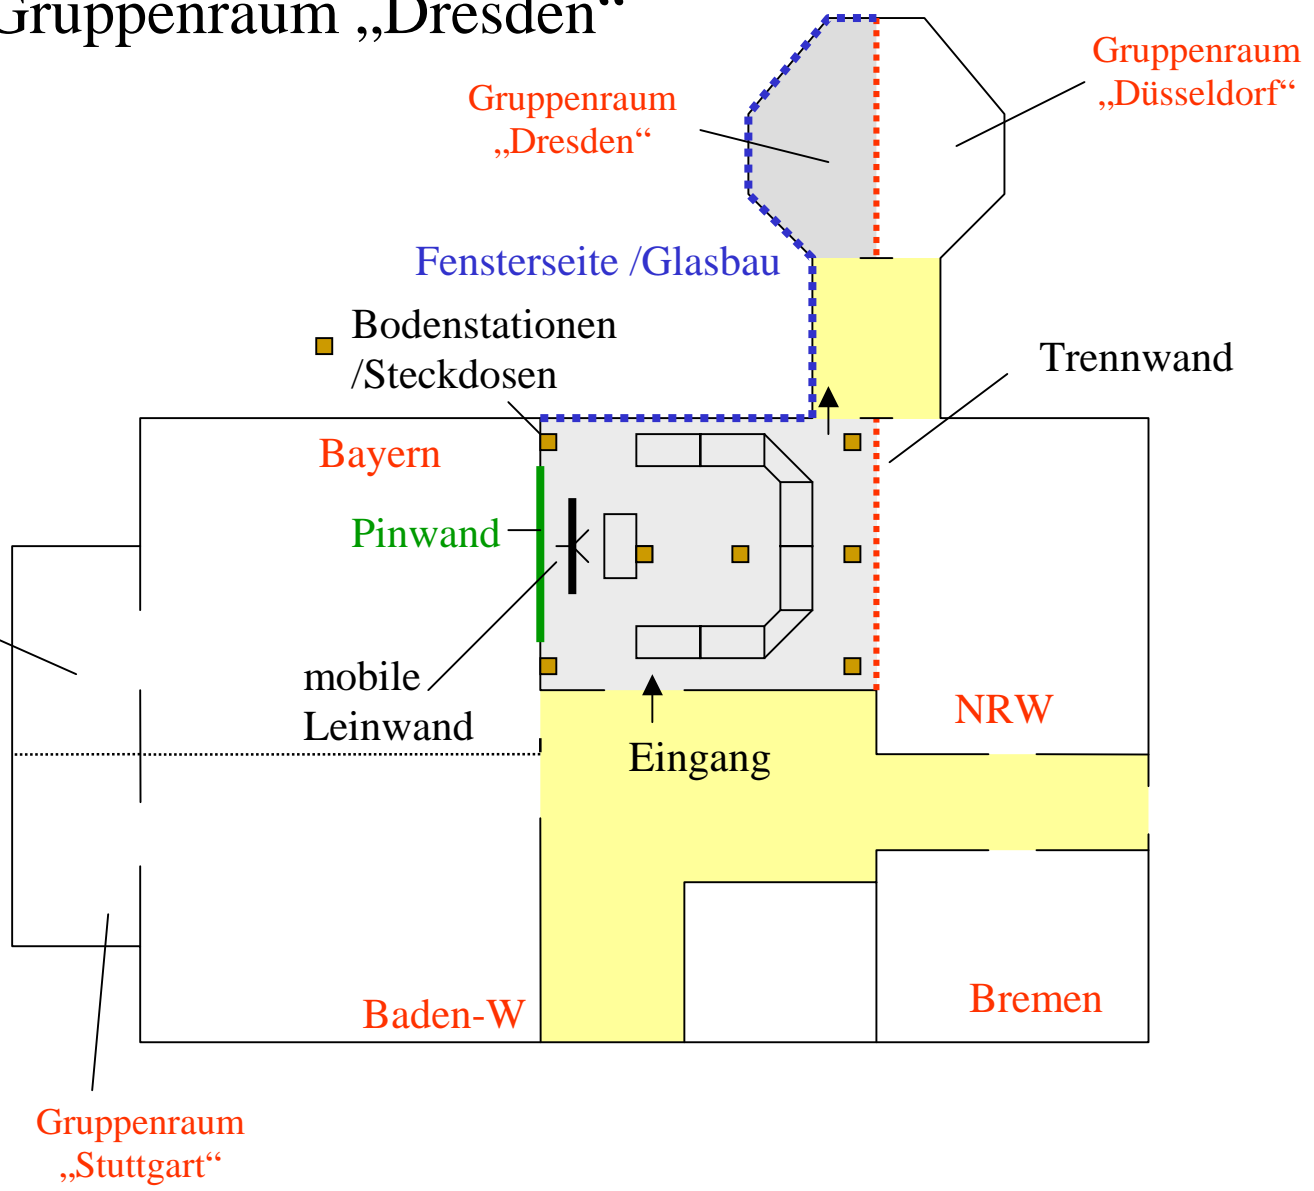 Gruppenraum „Dresden“
Gruppenraum
„Düsseldorf“
Gruppenraum
„Dresden“
Fensterseite /Glasbau
Bodenstationen
/Steckdosen
Trennwand
Bayern
Pinwand
mobile
Leinwand
NRW
Eingang
Baden-W
Bremen
Gruppenraum
„Stuttgart“